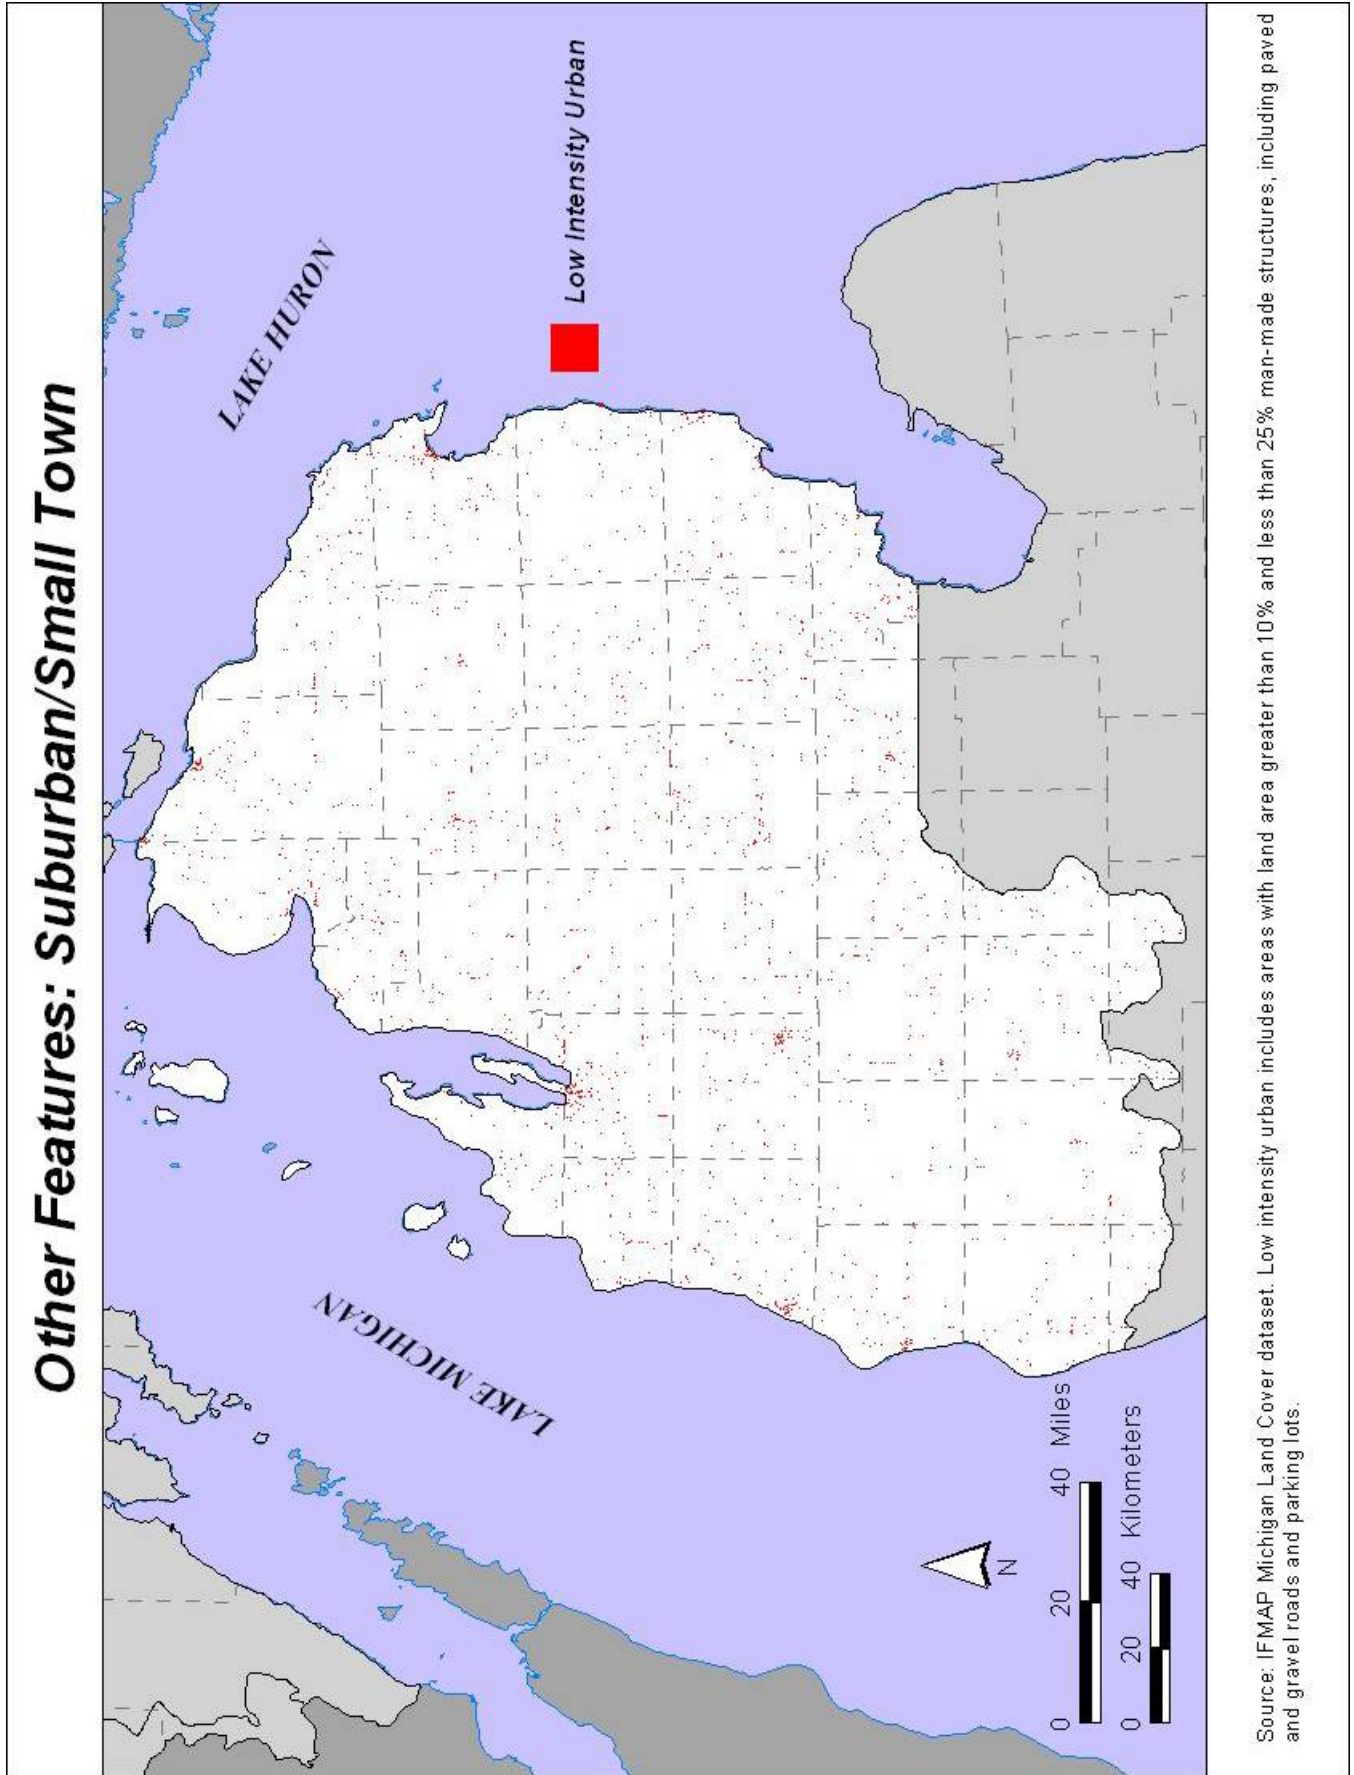 Other Features: Suburban/Small Town
LAKE HURON
Low Intensity Urban
LAKE MICHIGAN
N
0 20 40 Miles
0 20 40 Kilometers
Source: IFMAP Michigan Land Cover dataset. Low intensity urban includes areas with land area greater than 10% and less than 25% man-made structures, including paved
and gravel roads and parking lots.